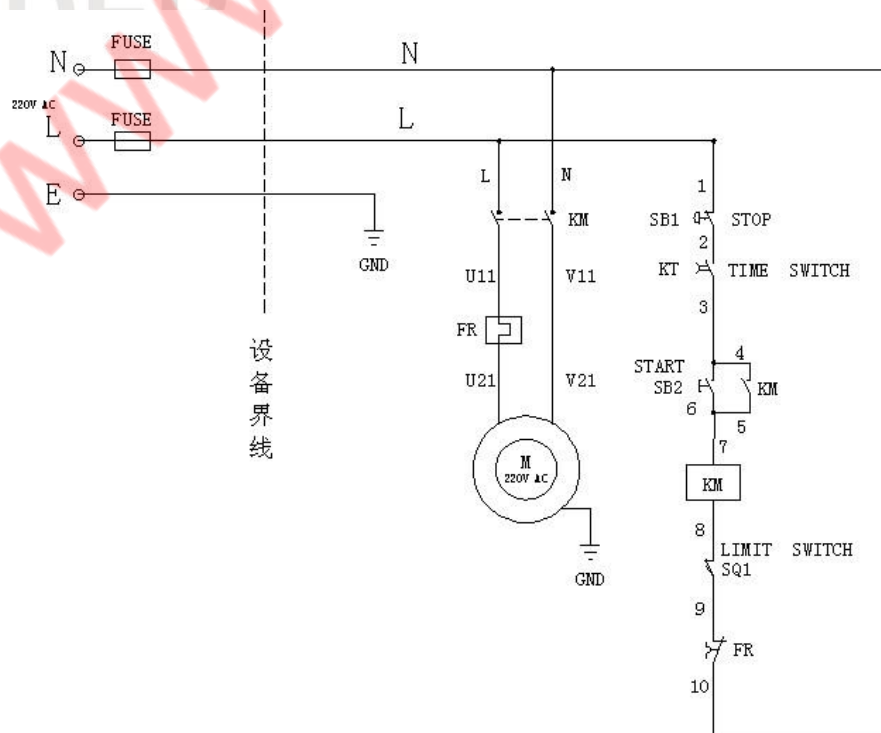 FUSE
N
N
220V AC
FUSE
L
L
L
N
1
E
KM
SB1
STOP
2
GND
KT
TIME SWITCH
U11
V11
3
FR
设备界线
4
START
U21
V21
SB2
KM
6
5
7
M
220V AC
KM
8
LIMIT SWITCH
SQ1
GND
9
FR
10